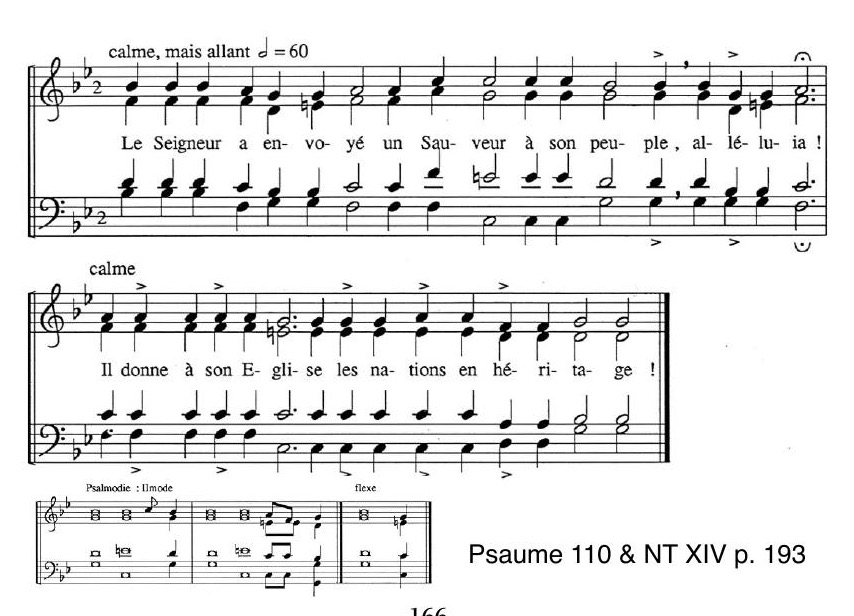 calme, mais allant = 60
2
Le Seigneur a en- vo- yé un Sau- veur à son peu- ple , al- lé- lu- ia !
2
calme
Il donne à son E- gli- se les na- tions en hé- ri- ta- ge !
Psalmodie : IImode flexe
Psaume 110 & NT XIV p. 193
166